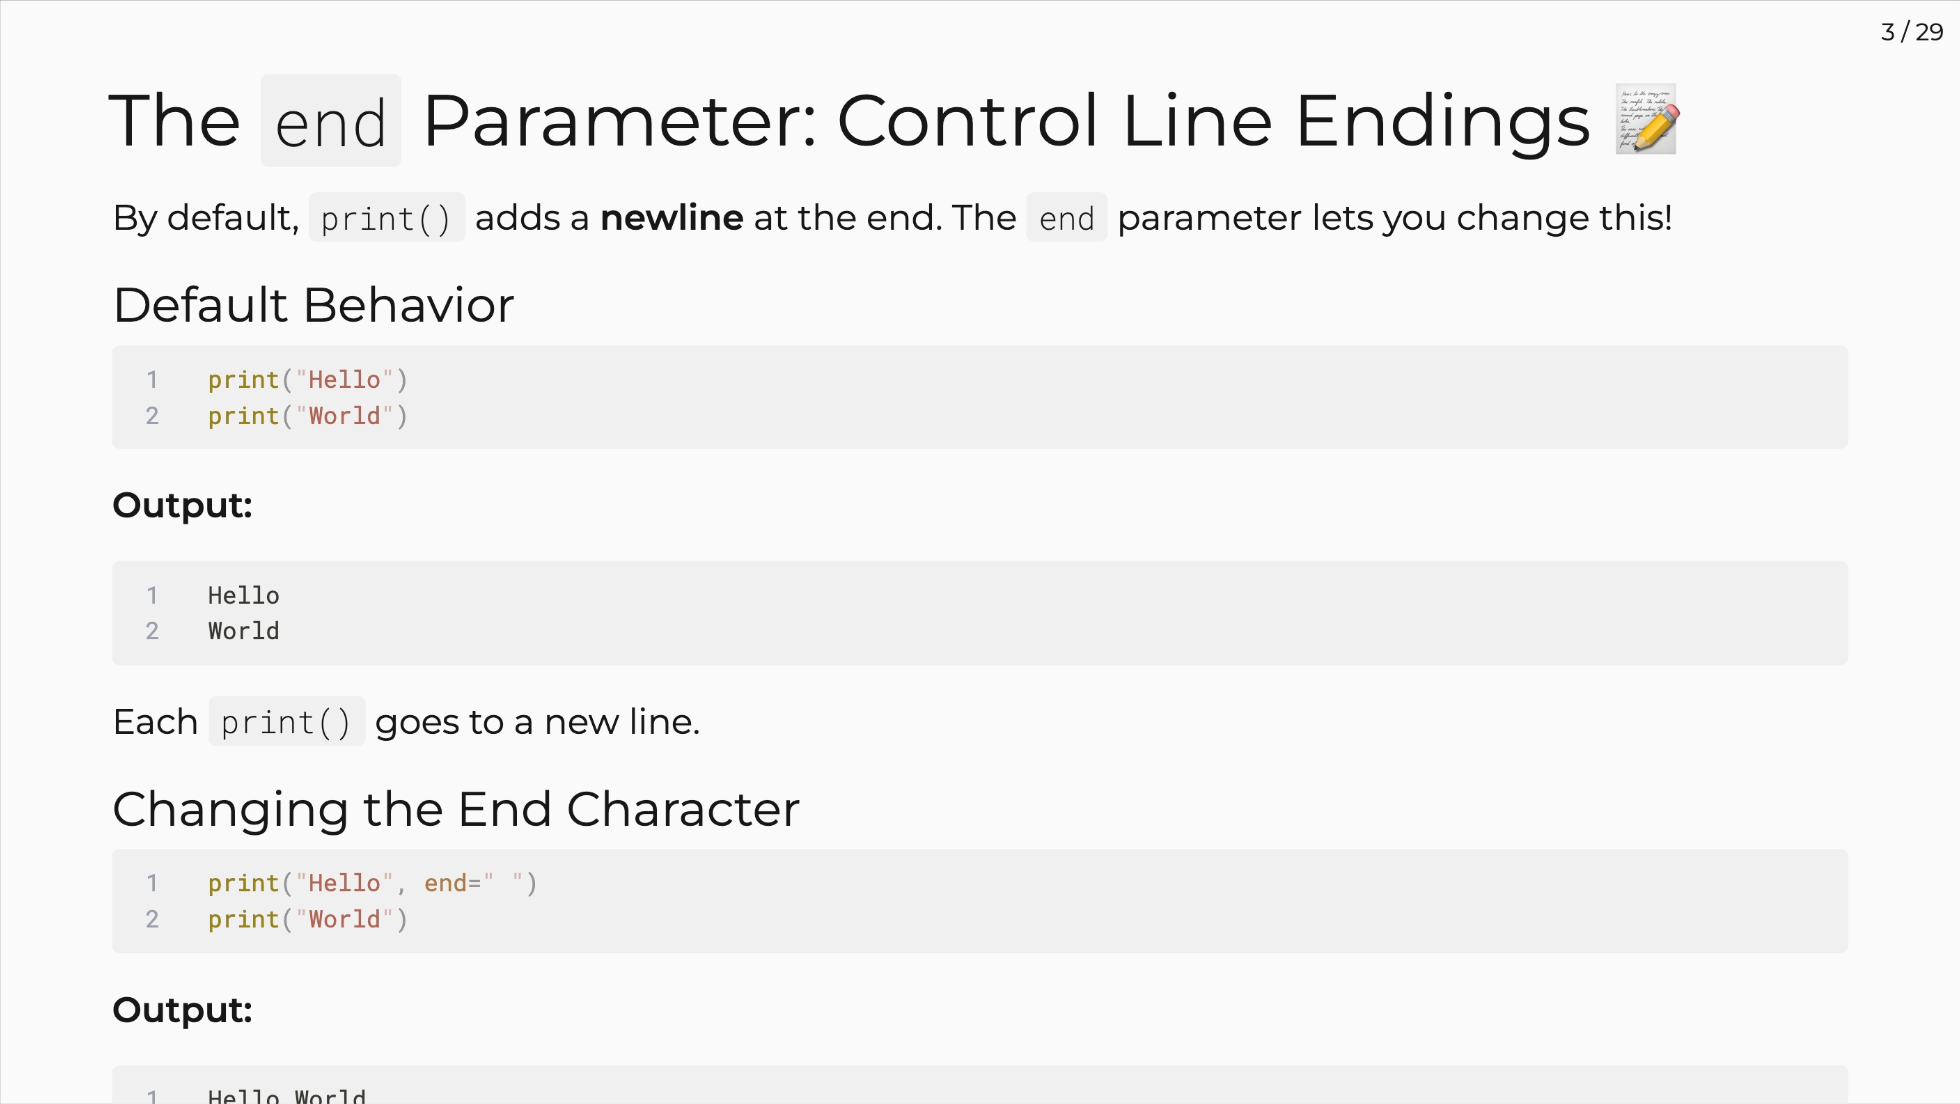 3 / 29
The end Parameter: Control Line Endings
By default, print() adds a newline at the end. The end parameter lets you change this!
Default Behavior
1 print("Hello")
2 print("World")
Output:
1 Hello
2 World
Each print() goes to a new line.
Changing the End Character
1 print("Hello", end=" ")
2 print("World")
Output:
1 Hello World